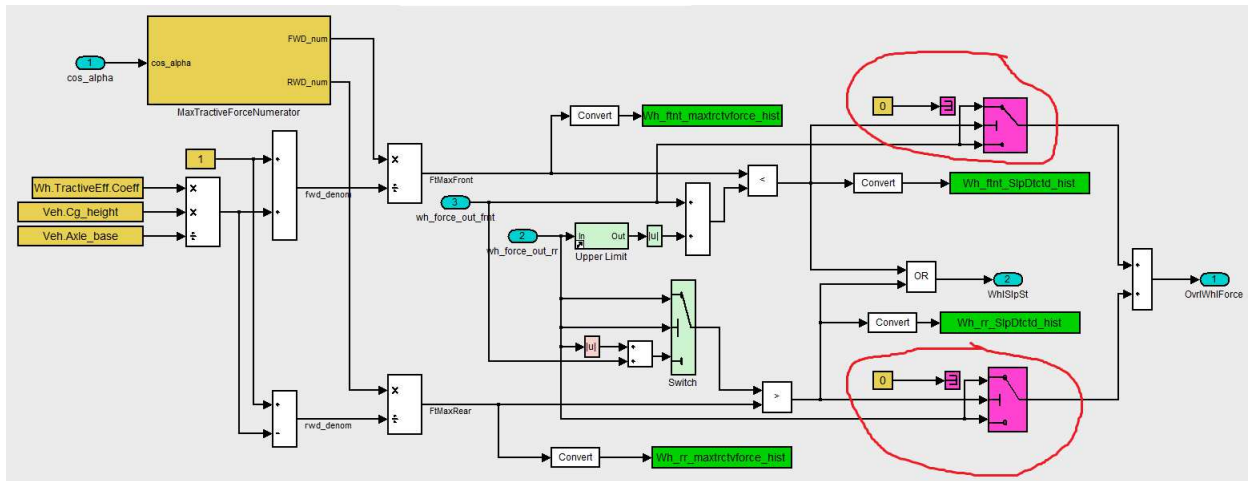 FWD_num
1
cos_alpha
cos_alpha
RWD_num
MaxTractiveForceNumerator
0
Convert
Wh_ftnt_maxtrctvforce_hist
1
Wh.TractiveEff.Coeff
×
×
FtMaxFront
<
Veh.Cg_height
×
÷
fwd_denom
3
Convert
Wh_ftnt_SlpDtctd_hist
Veh.Axle_base
÷
wh_force_out_frnt
2
In
Out
|u|
wh_force_out_rr
Upper Limit
OR
2
1
WhlSlpSt
OvrlWhlForce
Convert
Wh_rr_SlpDtctd_hist
|u|
Switch
0
×
FtMaxRear
>
÷
rwd_denom
Convert
Wh_rr_maxtrctvforce_hist